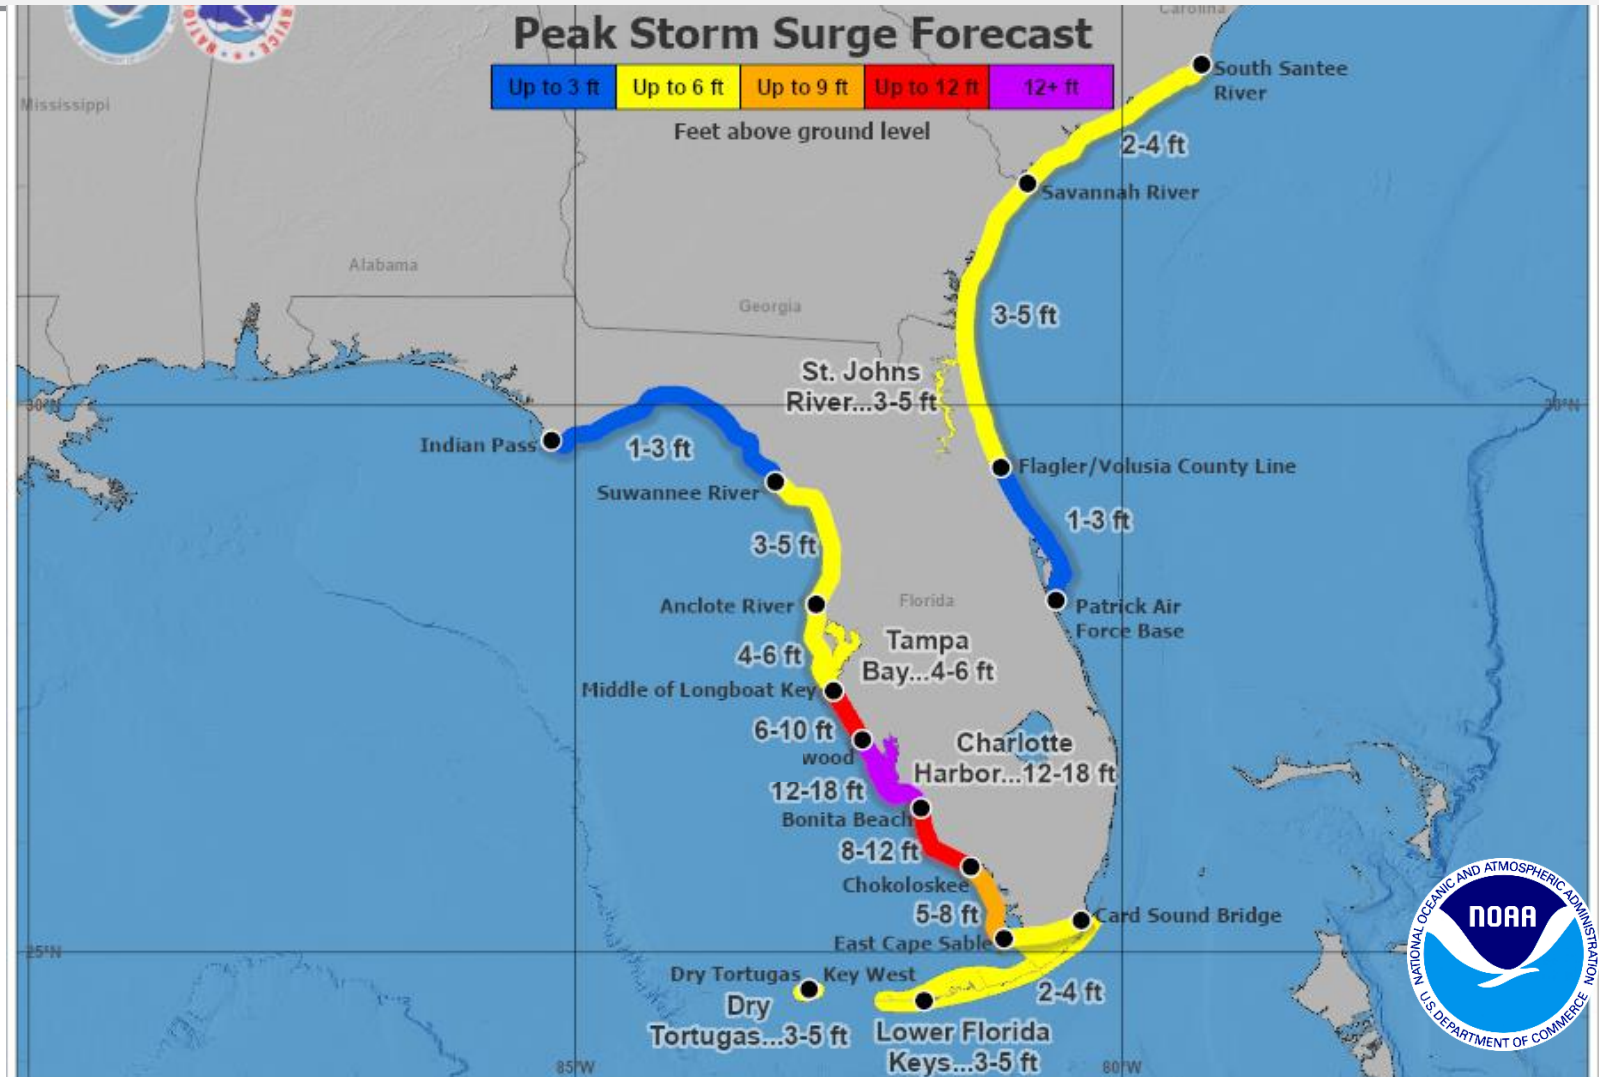 Carolina
Peak Storm Surge Forecast
Up to 3 ft
Up to 6 ft
Up to 9 ft
Up to 12 ft
12+ ft
Feet above ground level
Mississippi
South Santee
River
2-4 ft
Savannah River
Alabama
Georgia
3-5 ft
St. Johns
River...3-5 ft
30°N
30°N
Indian Pass
1-3 ft
Flagler/Volusia County Line
Suwannee River
1-3 ft
3-5 ft
Anclote River
Florida
Patrick Air
Force Base
Tampa
Bay...4-6 ft
4-6 ft
Middle of Longboat Key
6-10 ft
wood
Charlotte
Harbor...12-18 ft
12-18 ft
Bonita Beach
8-12 ft
Chokoloskee
5-8 ft
Card Sound Bridge
East Cape Sable
25°N
Dry Tortugas
Key West
2-4 ft
Dry
Tortugas...3-5 ft
Lower Florida
Keys...3-5 ft
85°W
80°W
NATIONAL OCEANIC AND ATMOSPHERIC ADMINISTRATION
NOAA
U.S. DEPARTMENT OF COMMERCE